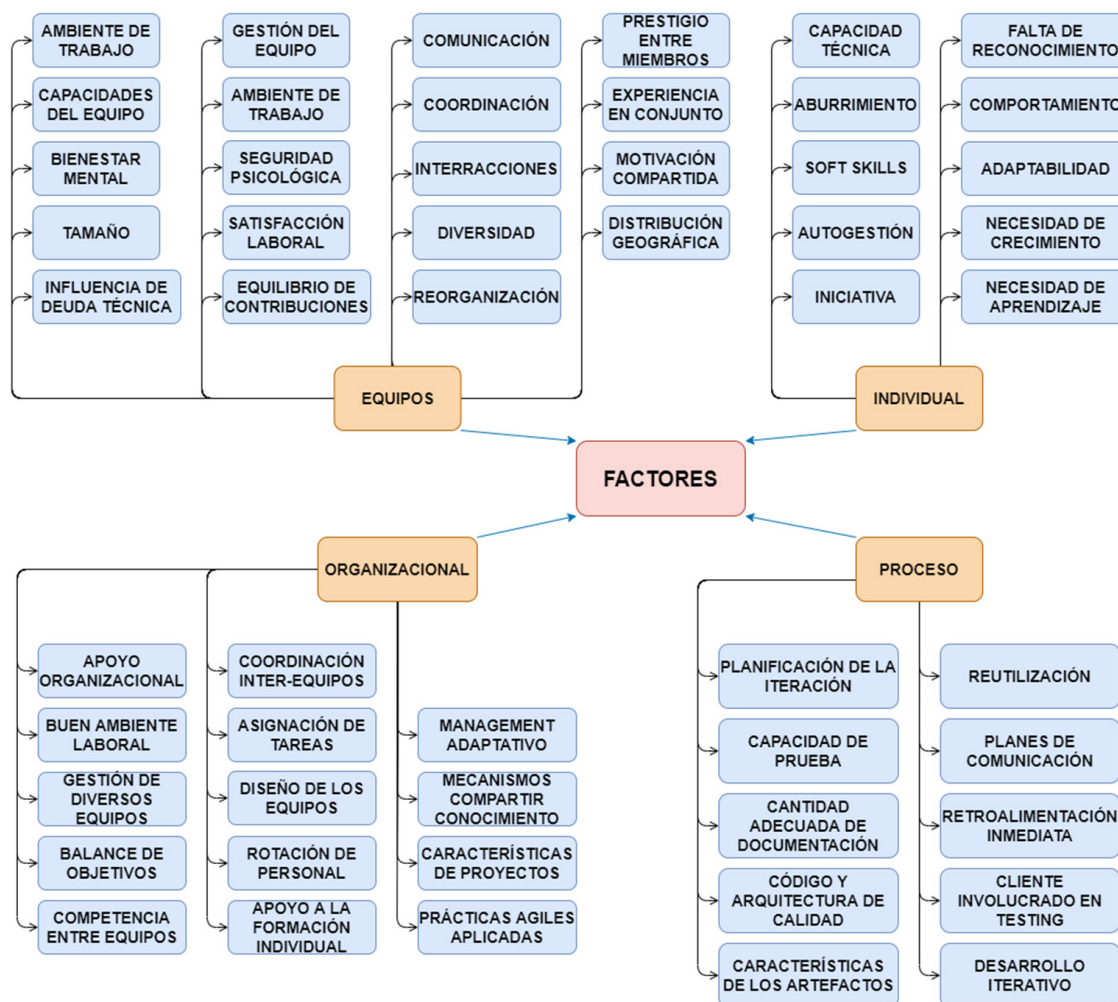 AMBIENTE DE
TRABAJO
CAPACIDADES
DEL EQUIPO
BIENESTAR
MENTAL
TAMAÑO
INFLUENCIA DE
DEUDA TÉCNICA
GESTIÓN DEL
EQUIPO
AMBIENTE DE
TRABAJO
SEGURIDAD
PSICOLÓGICA
SATISFACCIÓN
LABORAL
EQUILIBRIO DE
CONTRIBUCIONES
COMUNICACIÓN
COORDINACIÓN
INTERRACCIONES
DIVERSIDAD
REORGANIZACIÓN
PRESTIGIO
ENTRE
MIEMBROS
EXPERIENCIA
EN CONJUNTO
MOTIVACIÓN
COMPARTIDA
DISTRIBUCIÓN
GEOGRÁFICA
EQUIPOS
CAPACIDAD
TÉCNICA
ABURRIMIENTO
SOFT SKILLS
AUTOGESTIÓN
INICIATIVA
FALTA DE
RECONOCIMIENTO
COMPORTAMIENTO
ADAPTABILIDAD
NECESIDAD DE
CRECIMIENTO
NECESIDAD DE
APRENDIZAJE
INDIVIDUAL
FACTORES
ORGANIZACIONAL
APOYO
ORGANIZACIONAL
BUEN AMBIENTE
LABORAL
GESTIÓN DE
DIVERSOS
EQUIPOS
BALANCE DE
OBJETIVOS
COMPETENCIA
ENTRE EQUIPOS
COORDINACIÓN
INTER-EQUIPOS
ASIGNACIÓN DE
TAREAS
DISEÑO DE LOS
EQUIPOS
ROTACIÓN DE
PERSONAL
APOYO A LA
FORMACIÓN
INDIVIDUAL
MANAGEMENT
ADAPTATIVO
MECANISMOS
COMPARTIR
CONOCIMIENTO
CARACTERÍSTICAS
DE PROYECTOS
PRÁCTICAS AGILES
APLICADAS
PROCESO
PLANIFICACIÓN DE LA
ITERACIÓN
CAPACIDAD DE
PRUEBA
CANTIDAD
ADECUADA DE
DOCUMENTACIÓN
CÓDIGO Y
ARQUITECTURA DE
CALIDAD
CARACTERÍSTICAS
DE LOS ARTEFACTOS
REUTILIZACIÓN
PLANES DE
COMUNICACIÓN
RETROALIMENTACIÓN
INMEDIATA
CLIENTE
INVOLUCRADO EN
TESTING
DESARROLLO
ITERATIVO